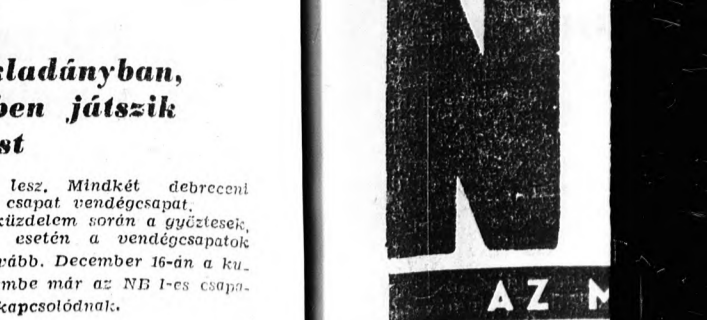 ladányban,
ben játszik
st
lesz. Mindkét debreceni
csapat vendégcsapat.
küzdelem során a győztesek,
esetén a vendégcsapatok
vább. December 16-án a ku-
mbe már az NB I-es csapa-
kapcsolódnak.
N
AZ M